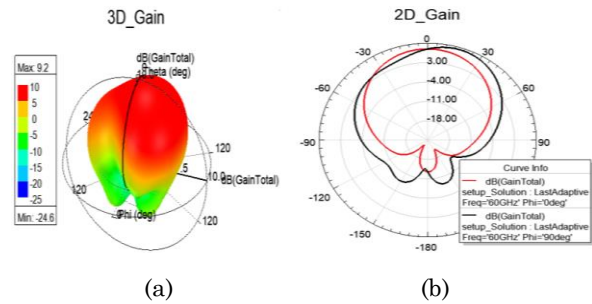 3D_Gain
Max: 9.2
10
5
0
-5
-10
-15
-20
-25
Min: -24.6
dB(GainTotal)
120
120
10.0
dB(GainTotal)
Phi (deg)
(a)
2D_Gain
0
-30
30
3.00
-4.00
-60
60
-11.00
-18.00
-90
90
-120
-150
-180
Curve Info
dB(GainTotal)
setup_Solution : LastAdaptive
Freq='60GHz' Phi='0deg'
dB(GainTotal)
setup_Solution : LastAdaptive
Freq='60GHz' Phi='90deg'
(b)